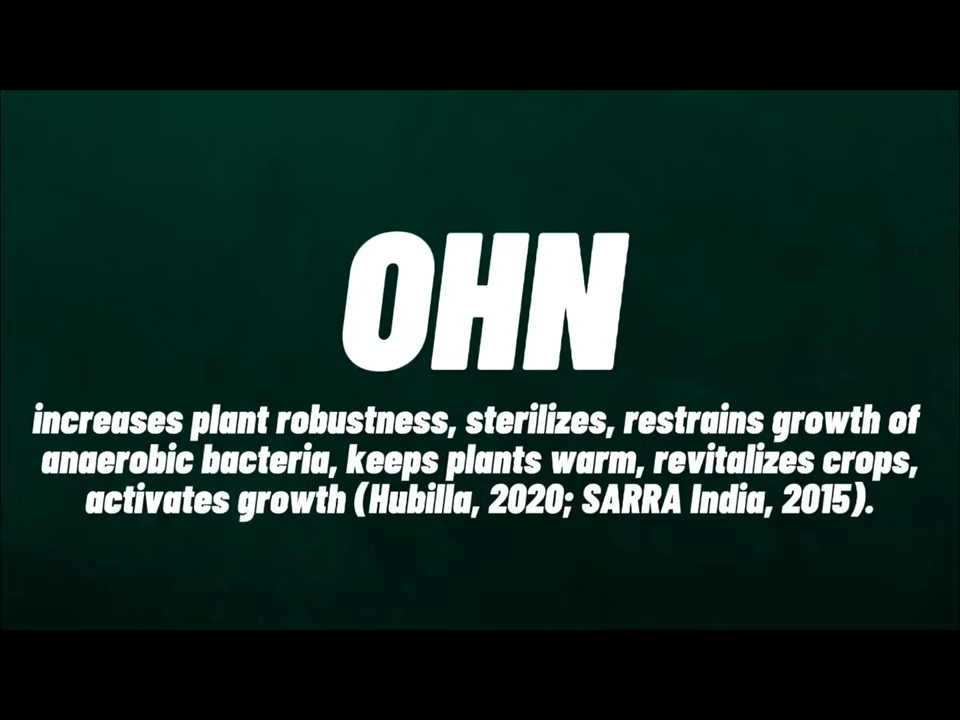 OHN
increases plant robustness, sterilizes, restrains growth of
anaerobic bacteria, keeps plants warm, revitalizes crops,
activates growth (Hubilla, 2020; SARRA India, 2015).